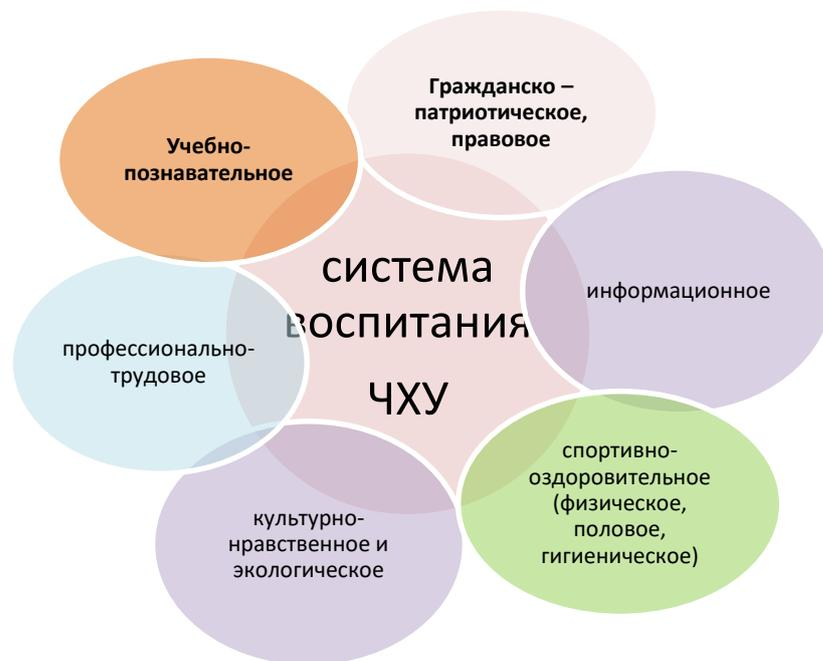 Гражданско –
патриотическое,
правовое
Учебно-
познавательное
система
воспитания
ЧХУ
информационное
профессионально-
трудовое
спортивно-
оздоровительное
(физическое,
половое,
гигиеническое)
культурно-
нравственное и
экологическое